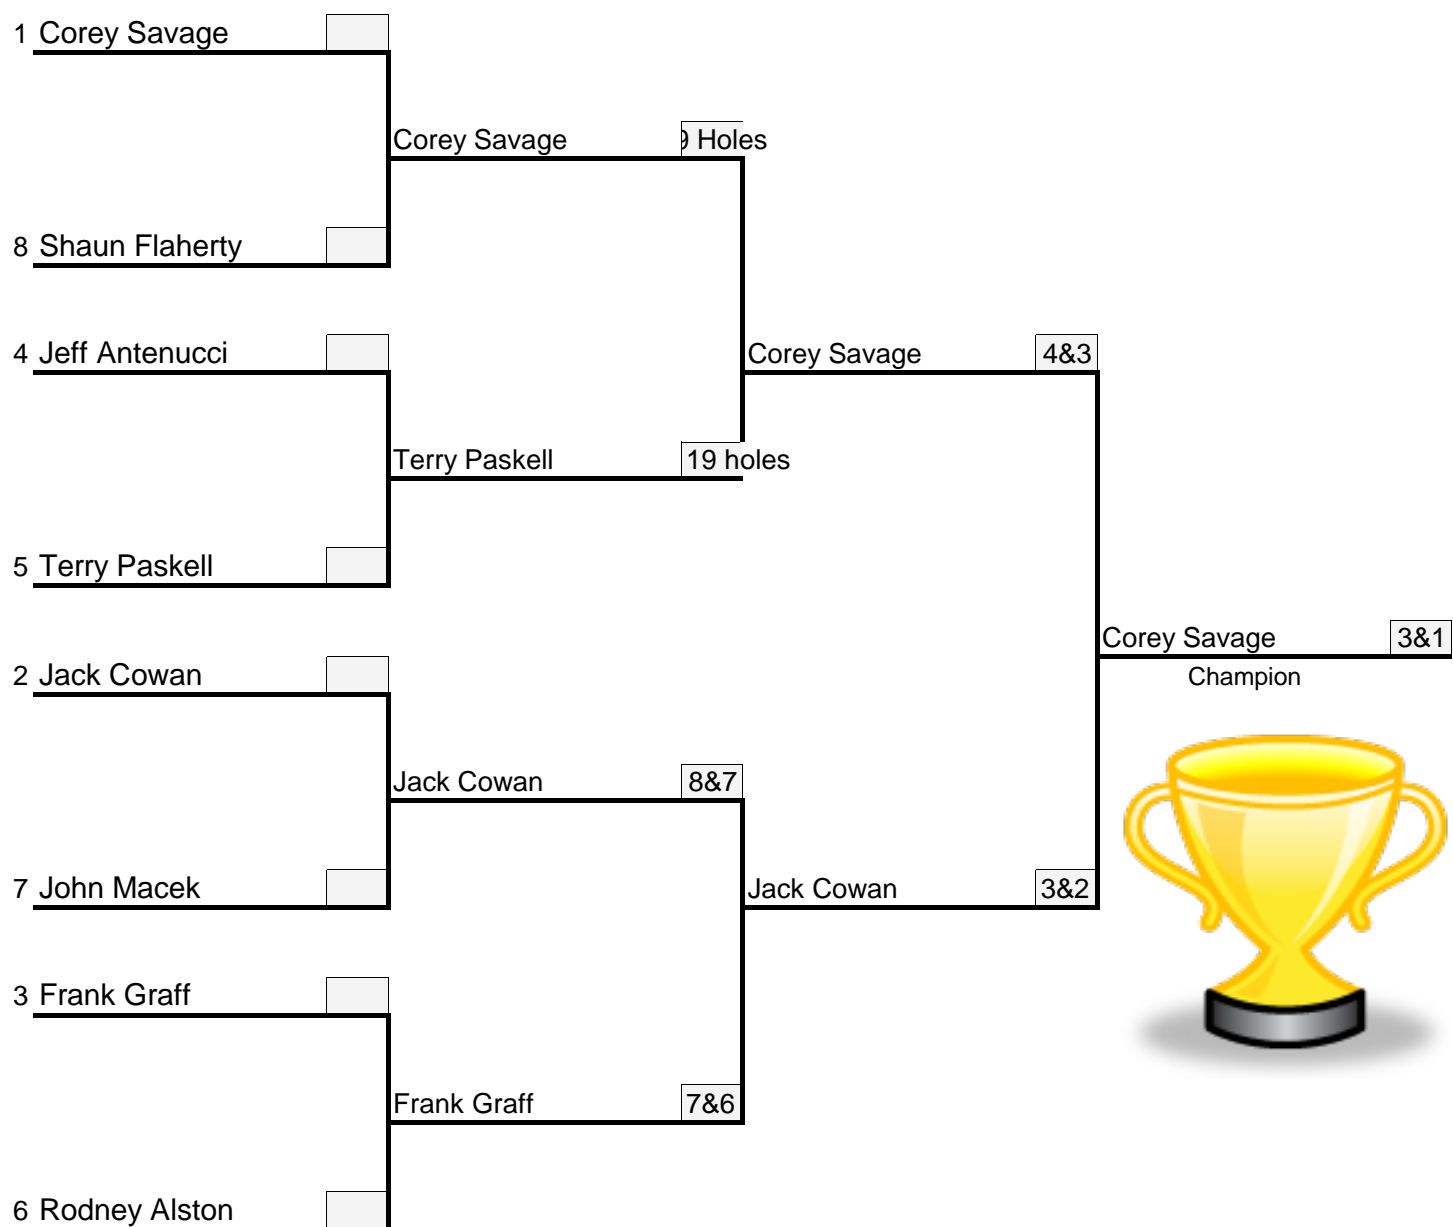 1 Corey Savage
Corey Savage 9 Holes
8 Shaun Flaherty
4 Jeff Antenucci
Corey Savage 4&3
Terry Paskell 19 holes
5 Terry Paskell
Corey Savage 3&1
2 Jack Cowan
Champion
Jack Cowan 8&7
7 John Macek
Jack Cowan 3&2
3 Frank Graff
Frank Graff 7&6
6 Rodney Alston